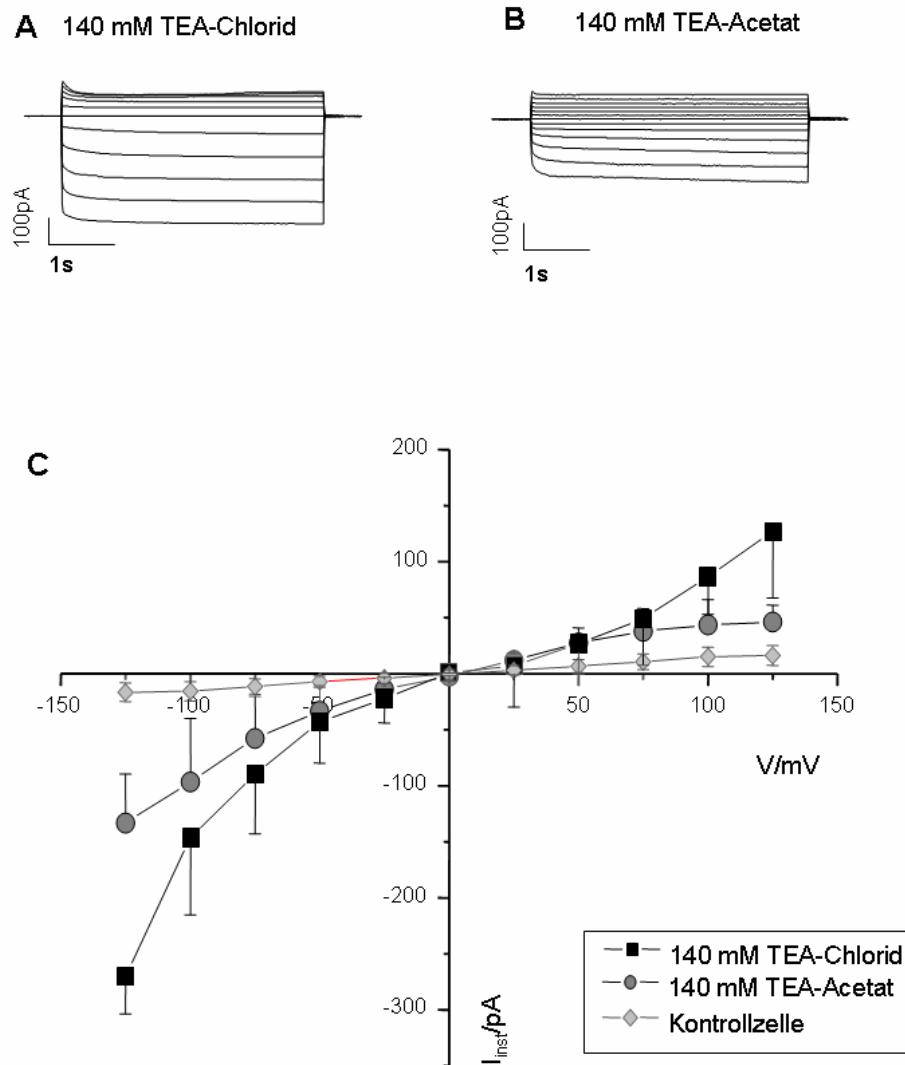 A 140 mM TEA-Chlorid
B 140 mM TEA-Acetat
100pA
1s
100pA
1s
C
200
100
-150 -100 -50 50 100 150
V/mV
-100
-200
-300
I inst/pA
140 mM TEA-Chlorid
140 mM TEA-Acetat
Kontrollzelle